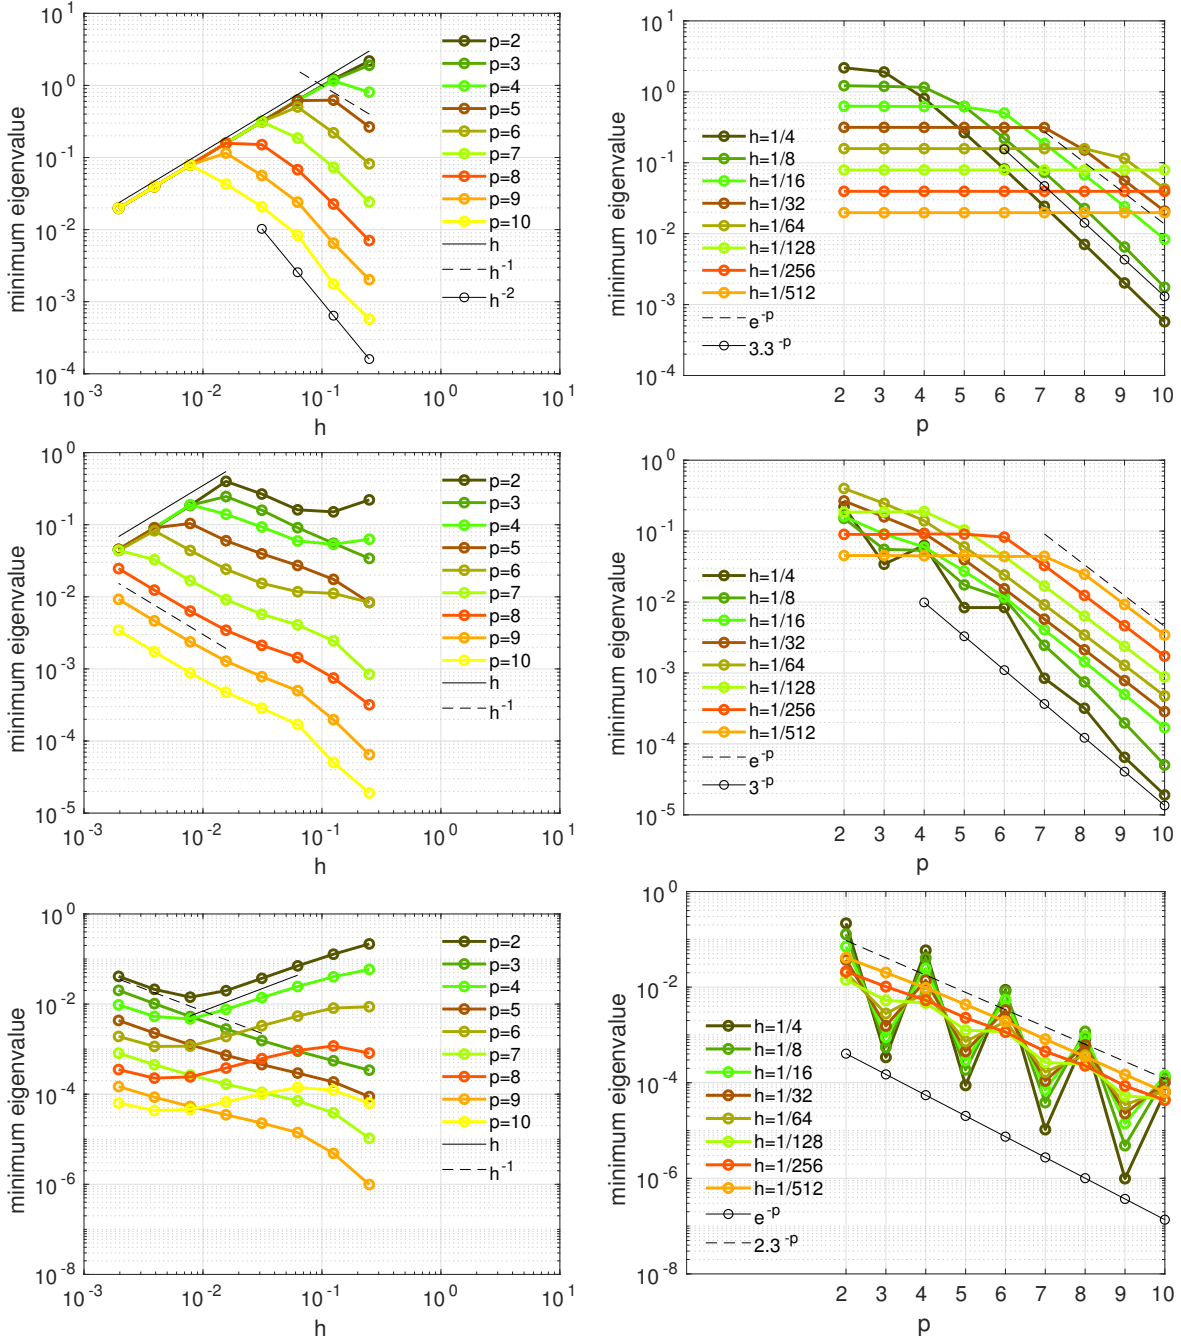 minimum eigenvalue
10^1
10^0
10^-1
10^-2
10^-3
10^-4
10^-3
10^-2
10^-1
10^0
10^1
h
p=2
p=3
p=4
p=5
p=6
p=7
p=8
p=9
p=10
h
h^-1
h^-2
minimum eigenvalue
10^1
10^0
10^-1
10^-2
10^-3
10^-4
2 3 4 5 6 7 8 9 10
p
h=1/4
h=1/8
h=1/16
h=1/32
h=1/64
h=1/128
h=1/256
h=1/512
e^-p
3.3^-p
minimum eigenvalue
10^0
10^-1
10^-2
10^-3
10^-4
10^-5
10^-3
10^-2
10^-1
10^0
10^1
h
p=2
p=3
p=4
p=5
p=6
p=7
p=8
p=9
p=10
h
h^-1
minimum eigenvalue
10^0
10^-1
10^-2
10^-3
10^-4
10^-5
2 3 4 5 6 7 8 9 10
p
h=1/4
h=1/8
h=1/16
h=1/32
h=1/64
h=1/128
h=1/256
h=1/512
e^-p
3^-p
minimum eigenvalue
10^0
10^-2
10^-4
10^-6
10^-8
10^-3
10^-2
10^-1
10^0
10^1
h
p=2
p=3
p=4
p=5
p=6
p=7
p=8
p=9
p=10
h
h^-1
minimum eigenvalue
10^0
10^-2
10^-4
10^-6
10^-8
2 3 4 5 6 7 8 9 10
p
h=1/4
h=1/8
h=1/16
h=1/32
h=1/64
h=1/128
h=1/256
h=1/512
e^-p
2.3^-p